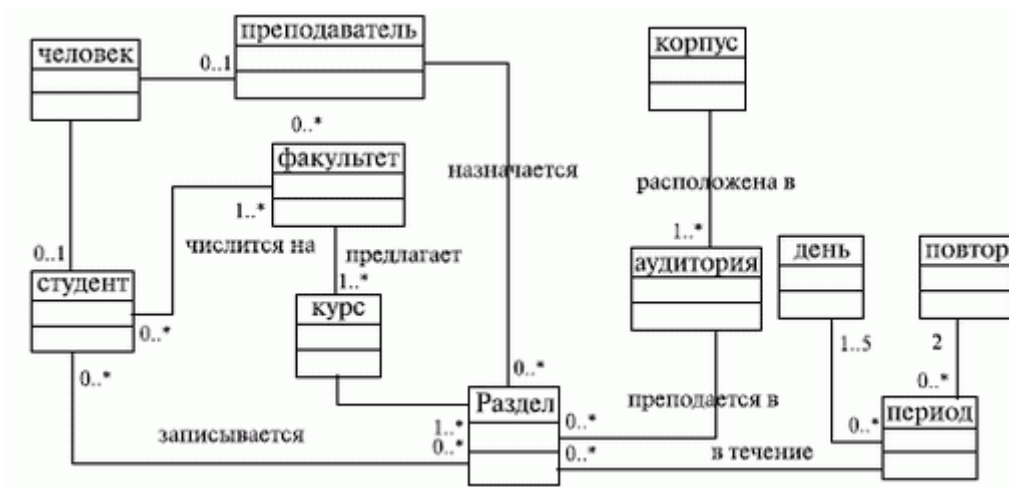 преподаватель
человек
корпус
0..1
0..*
факультет
назначается
расположена в
1..*
1..*
числится на
день
повтор
0..1
предлагает
аудитория
студент
1..*
курс
0..*
1..5
2
0..*
0..*
0..*
Раздел
преподается в
период
1..*
0..*
0..*
записывается
0..*
0..*
в течение